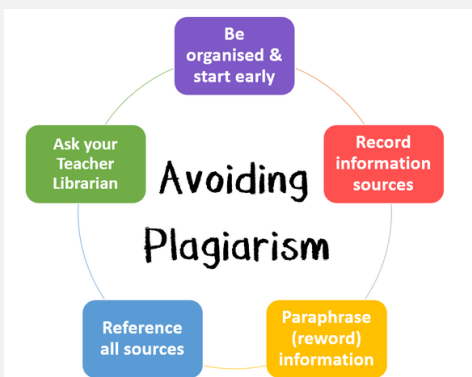 Be
organised &
start early
Record
information
sources
Paraphrase
(reword)
information
Reference
all sources
Ask your
Teacher
Librarian
Avoiding
Plagiarism